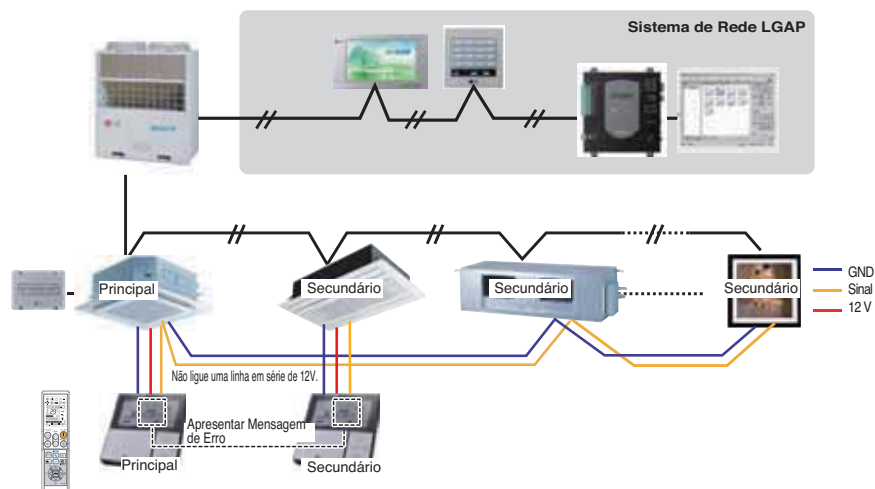 Sistema de Rede LGAP
Principal
Secundário
Secundário
Secundário
GND
Sinal
12 V
Não ligue uma linha em série de 12V.
Apresentar Mensagem
de Erro
Principal
Secundário